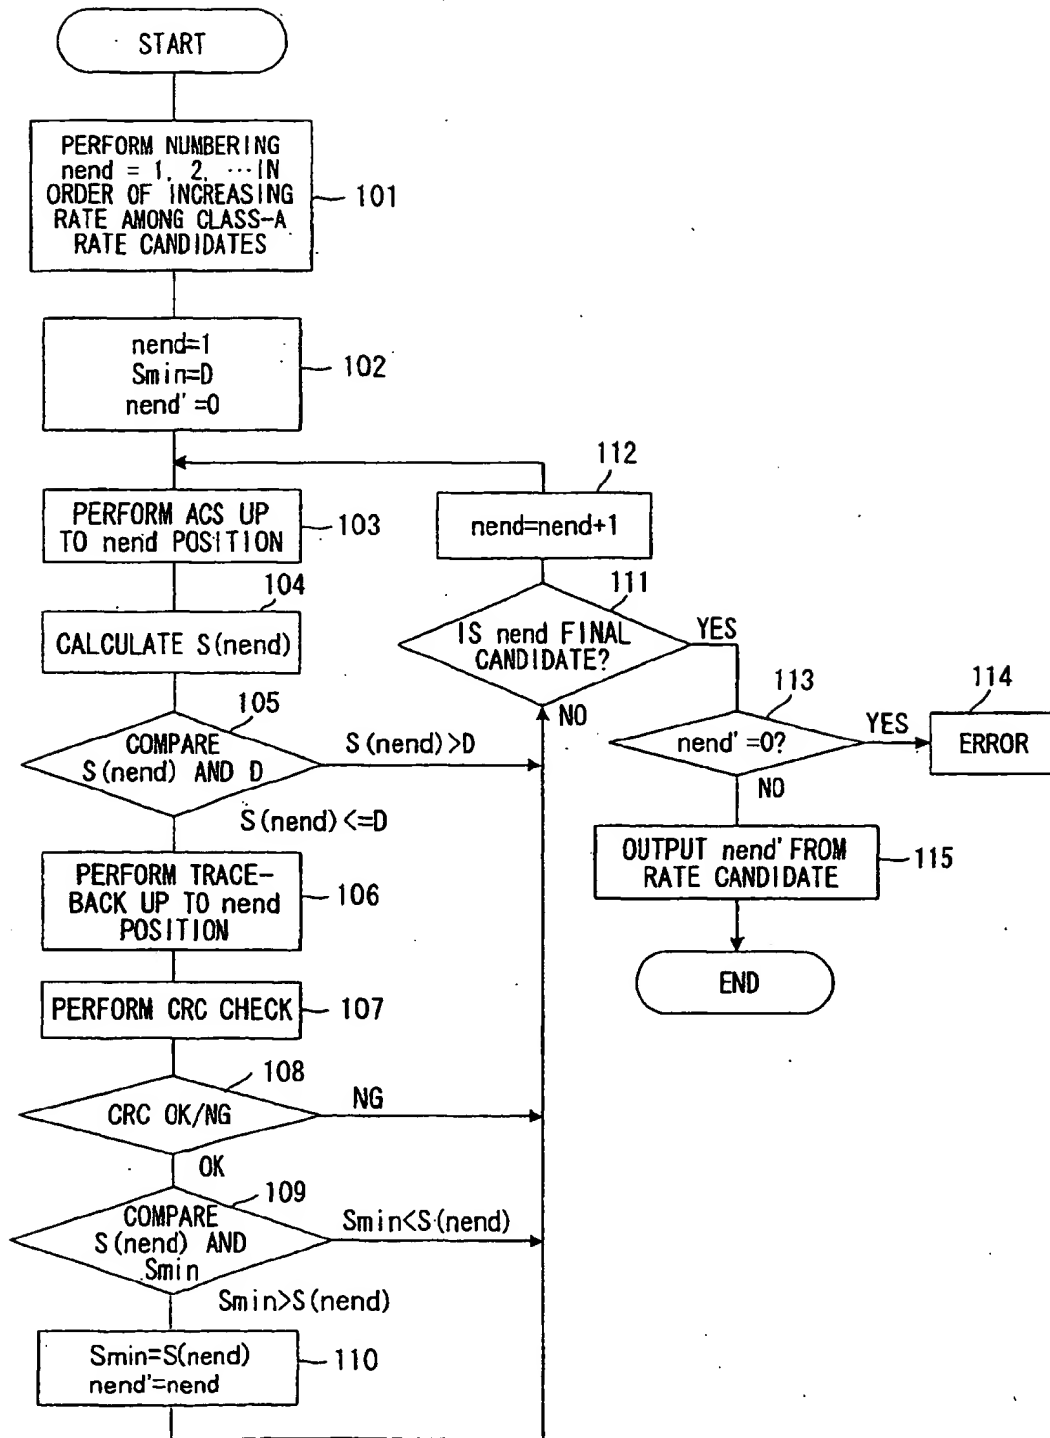 START
PERFORM NUMBERING
nend = 1, 2, ··· IN
ORDER OF INCREASING
RATE AMONG CLASS-A
RATE CANDIDATES
101
nend=1
Smin=D
nend' =0
102
PERFORM ACS UP
TO nend POSITION
103
104
CALCULATE S(nend)
105
COMPARE
S(nend) AND D
S(nend)>D
S(nend)<=D
PERFORM TRACE-
BACK UP TO nend
POSITION
106
PERFORM CRC CHECK
107
108
CRC OK/NG
NG
OK
109
COMPARE
S(nend) AND
Smin
Smin<S(nend)
Smin>S(nend)
Smin=S(nend)
nend'=nend
110
112
nend=nend+1
111
IS nend FINAL
CANDIDATE?
YES
NO
113
nend' =0?
YES
NO
114
ERROR
OUTPUT nend' FROM
RATE CANDIDATE
115
END